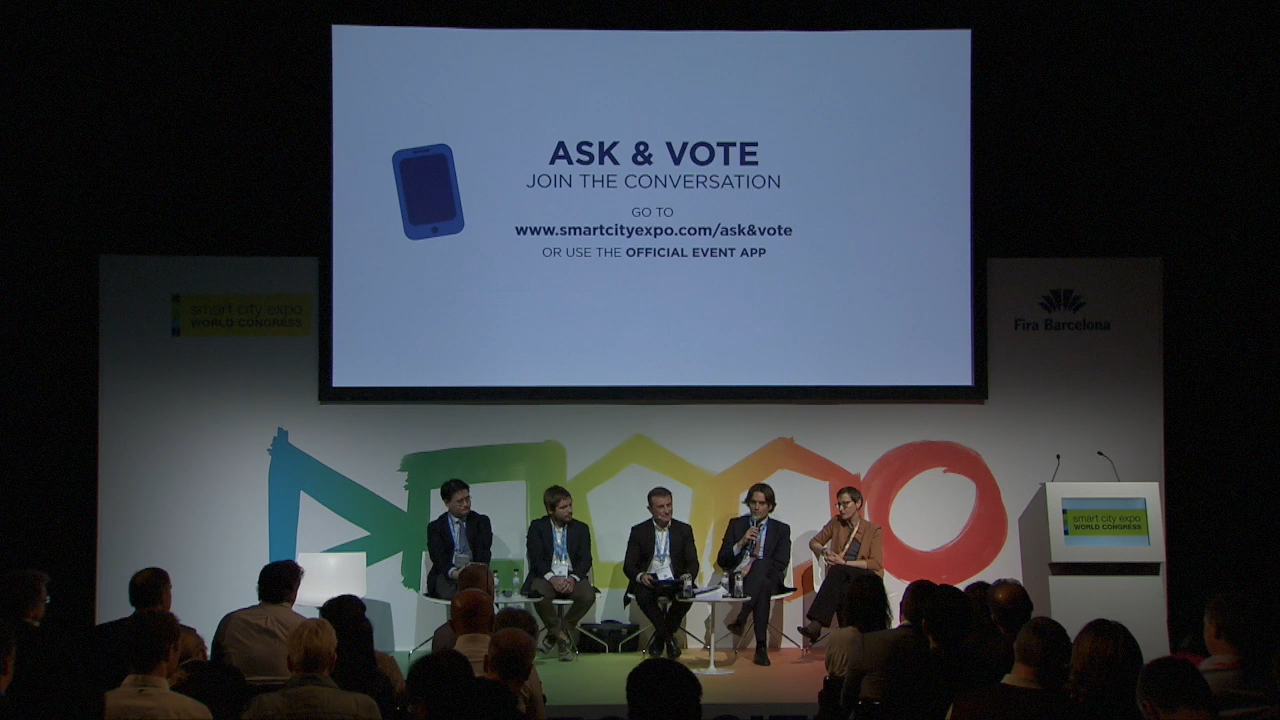 ASK & VOTE
JOIN THE CONVERSATION
GO TO
www.smartcityexpo.com/ask&vote
OR USE THE OFFICIAL EVENT APP
smart city expo
WORLD CONGRESS
Fira Barcelona
smart city expo
WORLD CONGRESS